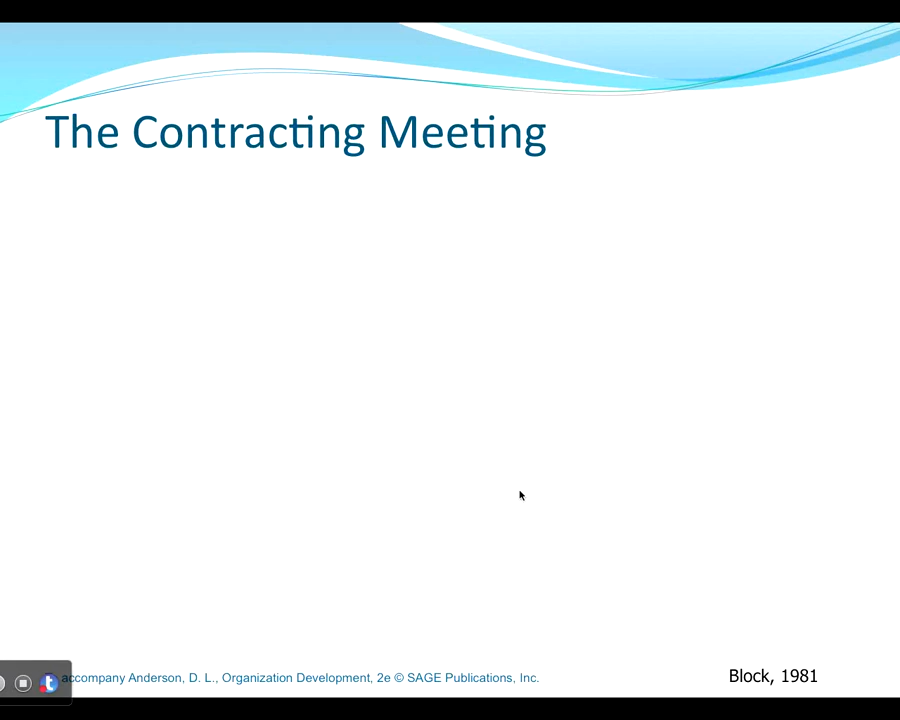 The Contracting Meeting
accompany Anderson, D. L., Organization Development, 2e © SAGE Publications, Inc.
Block, 1981